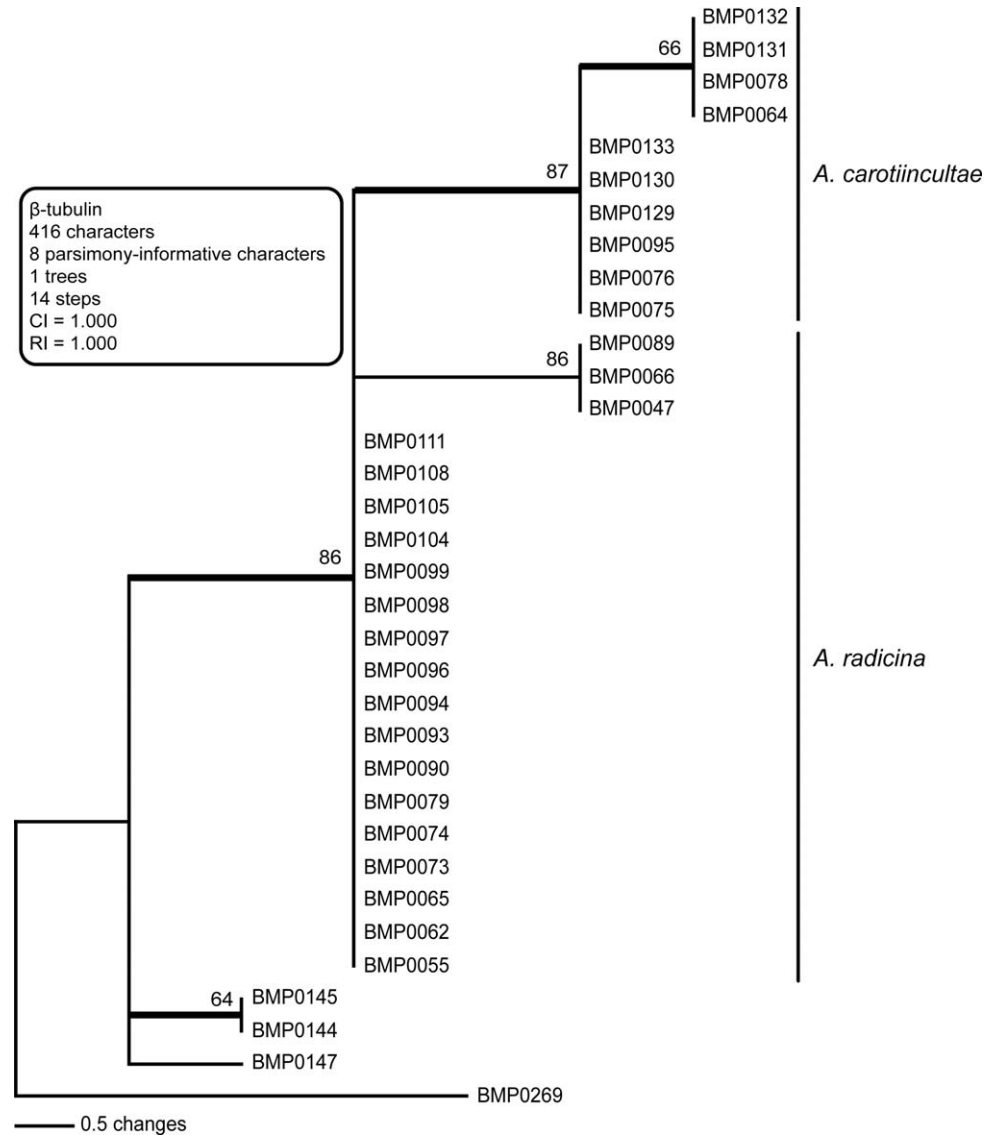 BMP0132
66
BMP0131
BMP0078
BMP0064
BMP0133
87
BMP0130
A. carotiincultae
BMP0129
BMP0095
BMP0076
BMP0075
β-tubulin
416 characters
8 parsimony-informative characters
1 trees
14 steps
CI = 1.000
RI = 1.000
BMP0089
86
BMP0066
BMP0047
BMP0111
BMP0108
BMP0105
BMP0104
86
BMP0099
BMP0098
BMP0097
BMP0096
A. radicina
BMP0094
BMP0093
BMP0090
BMP0079
BMP0074
BMP0073
BMP0065
BMP0062
BMP0055
64
BMP0145
BMP0144
BMP0147
BMP0269
0.5 changes